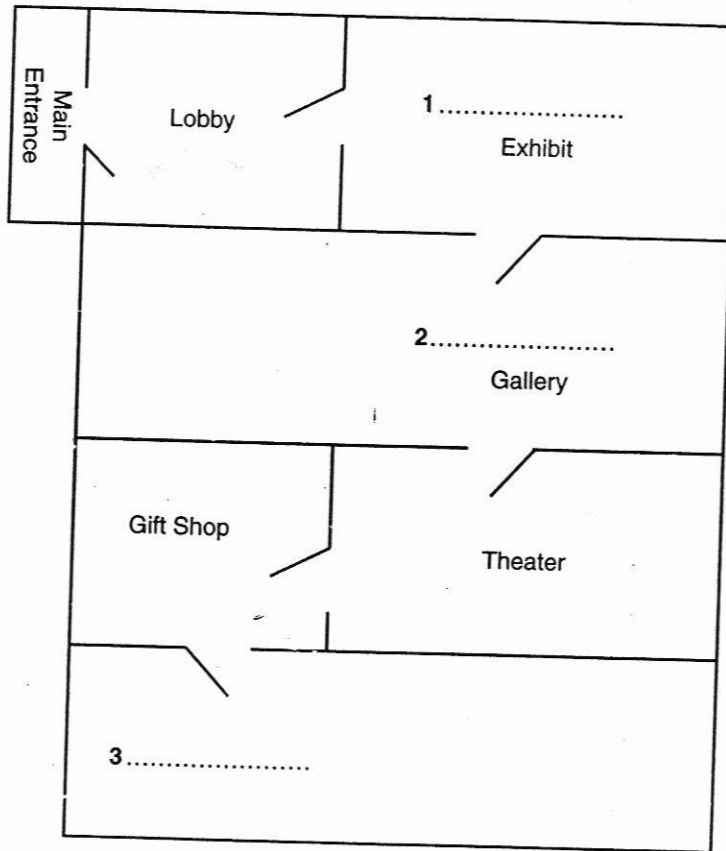 Main
Entrance
Lobby
1......................
Exhibit
2......................
Gallery
Gift Shop
Theater
3......................